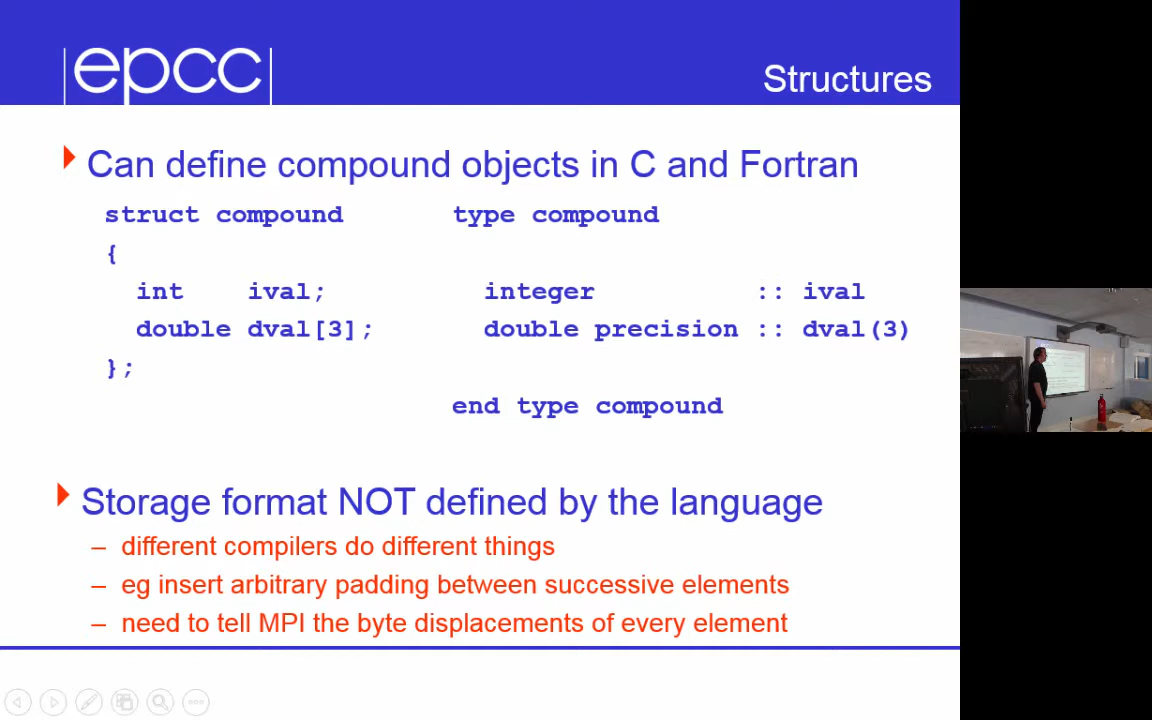 |epcc|
Structures
Can define compound objects in C and Fortran
struct compound type compound
{
int ival; integer :: ival
double dval[3]; double precision :: dval(3)
};
end type compound
Storage format NOT defined by the language
– different compilers do different things
– eg insert arbitrary padding between successive elements
– need to tell MPI the byte displacements of every element